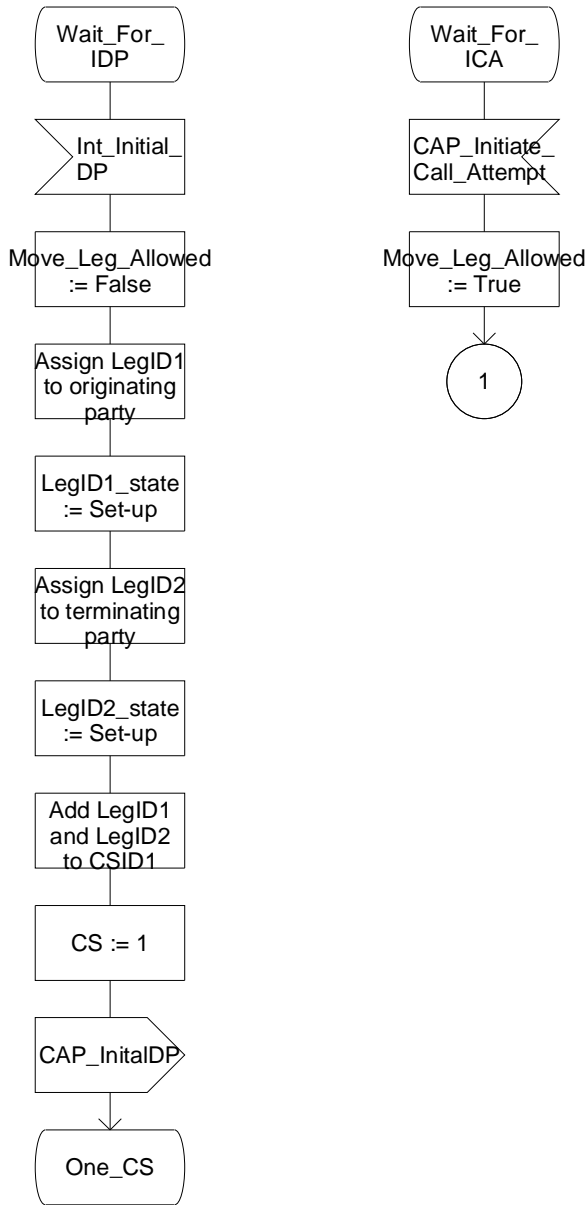 Wait_For_
IDP
Int_Initial_
DP
Move_Leg_Allowed
:= False
Assign LegID1
to originating
party
LegID1_state
:= Set-up
Assign LegID2
to terminating
party
LegID2_state
:= Set-up
Add LegID1
and LegID2
to CSID1
CS := 1
CAP_InitalDP
One_CS
Wait_For_
ICA
CAP_Initiate_
Call_Attempt
Move_Leg_Allowed
:= True
1